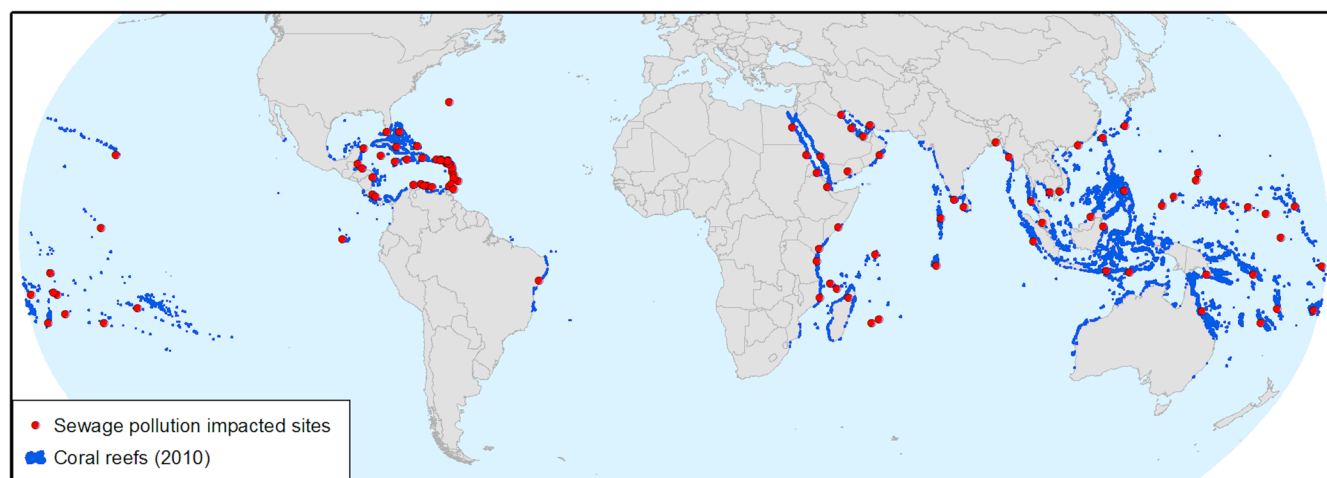 Sewage pollution impacted sites
Coral reefs (2010)